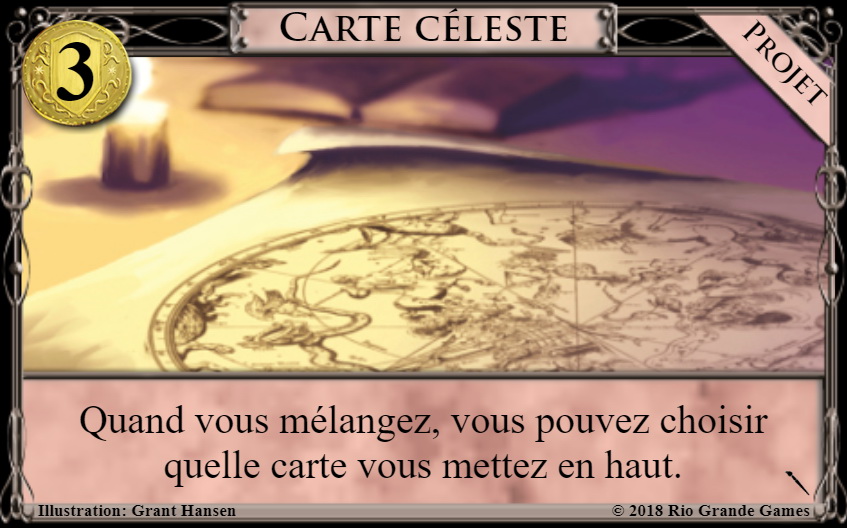 CARTE CÉLESTE
PROJET
3
Quand vous mélangez, vous pouvez choisir
quelle carte vous mettez en haut.
Illustration: Grant Hansen
© 2018 Rio Grande Games